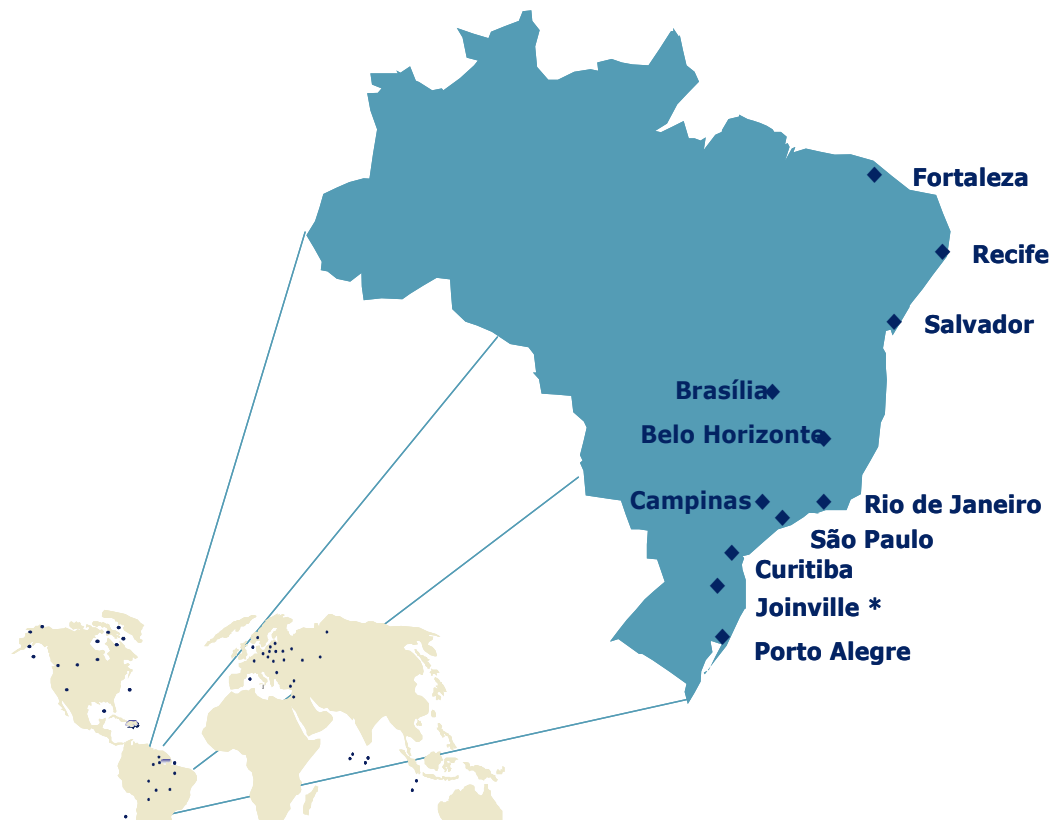 Fortaleza
Recife
Salvador
Brasília
Belo Horizonte
Campinas
Rio de Janeiro
São Paulo
Curitiba
Joinville *
Porto Alegre